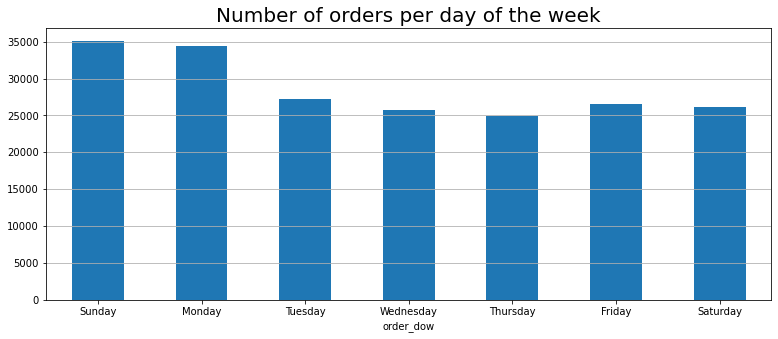 Number of orders per day of the week
35000
30000
25000
20000
15000
10000
5000
0
Sunday Monday Tuesday Wednesday Thursday Friday Saturday
order_dow